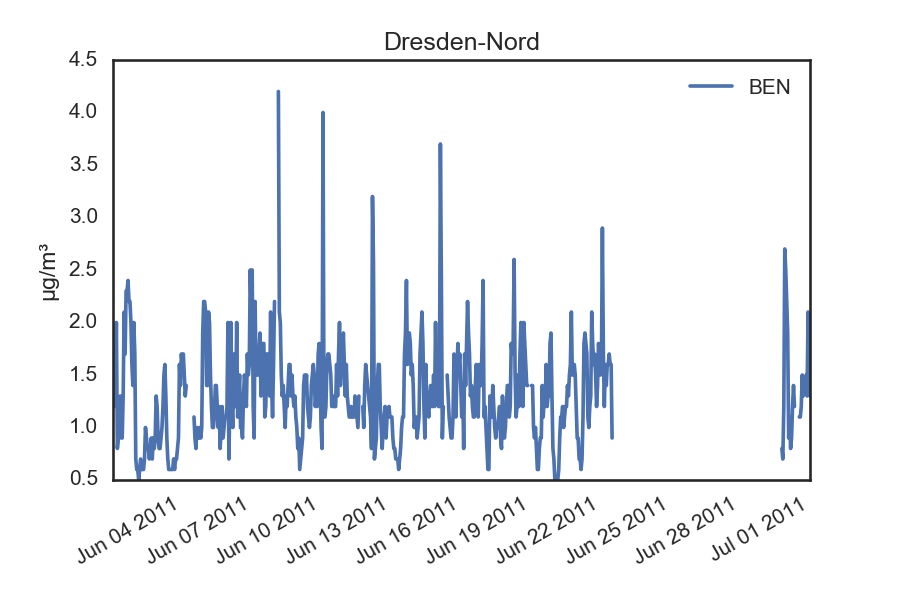 Dresden-Nord
BEN
µg/m³
4.5
4.0
3.5
3.0
2.5
2.0
1.5
1.0
0.5
Jun 04 2011
Jun 07 2011
Jun 10 2011
Jun 13 2011
Jun 16 2011
Jun 19 2011
Jun 22 2011
Jun 25 2011
Jun 28 2011
Jul 01 2011